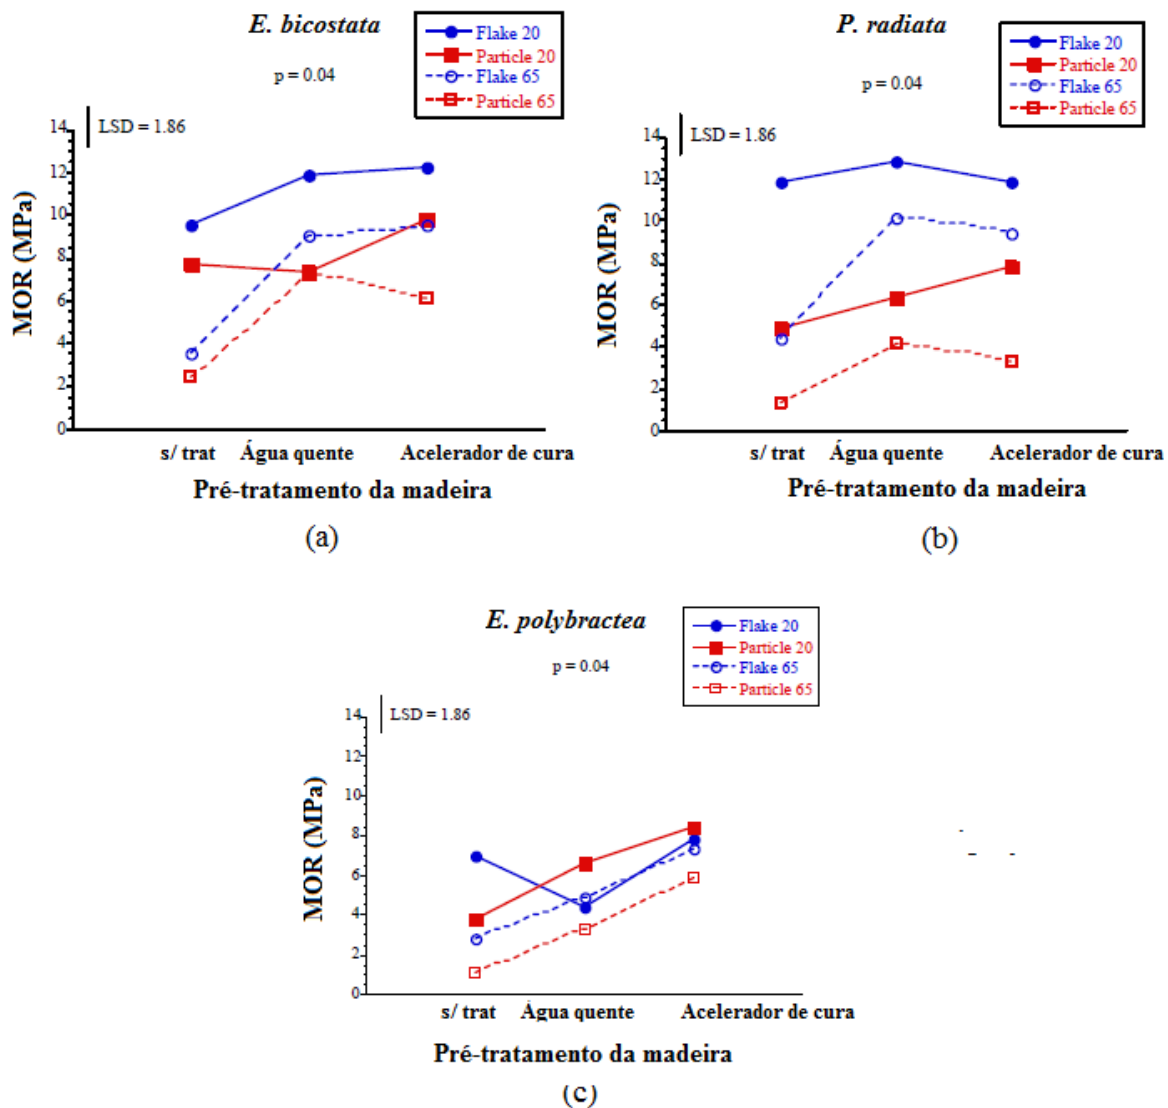 E. bicostata
p = 0.04
Flake 20
Particle 20
Flake 65
Particle 65
LSD = 1.86
MOR (MPa)
14
12
10
8
6
4
2
0
s/ trat Água quente Acelerador de cura
Pré-tratamento da madeira
(a)
P. radiata
p = 0.04
Flake 20
Particle 20
Flake 65
Particle 65
LSD = 1.86
MOR (MPa)
14
12
10
8
6
4
2
0
s/ trat Água quente Acelerador de cura
Pré-tratamento da madeira
(b)
E. polybractea
p = 0.04
Flake 20
Particle 20
Flake 65
Particle 65
LSD = 1.86
MOR (MPa)
14
12
10
8
6
4
2
0
s/ trat Água quente Acelerador de cura
Pré-tratamento da madeira
(c)